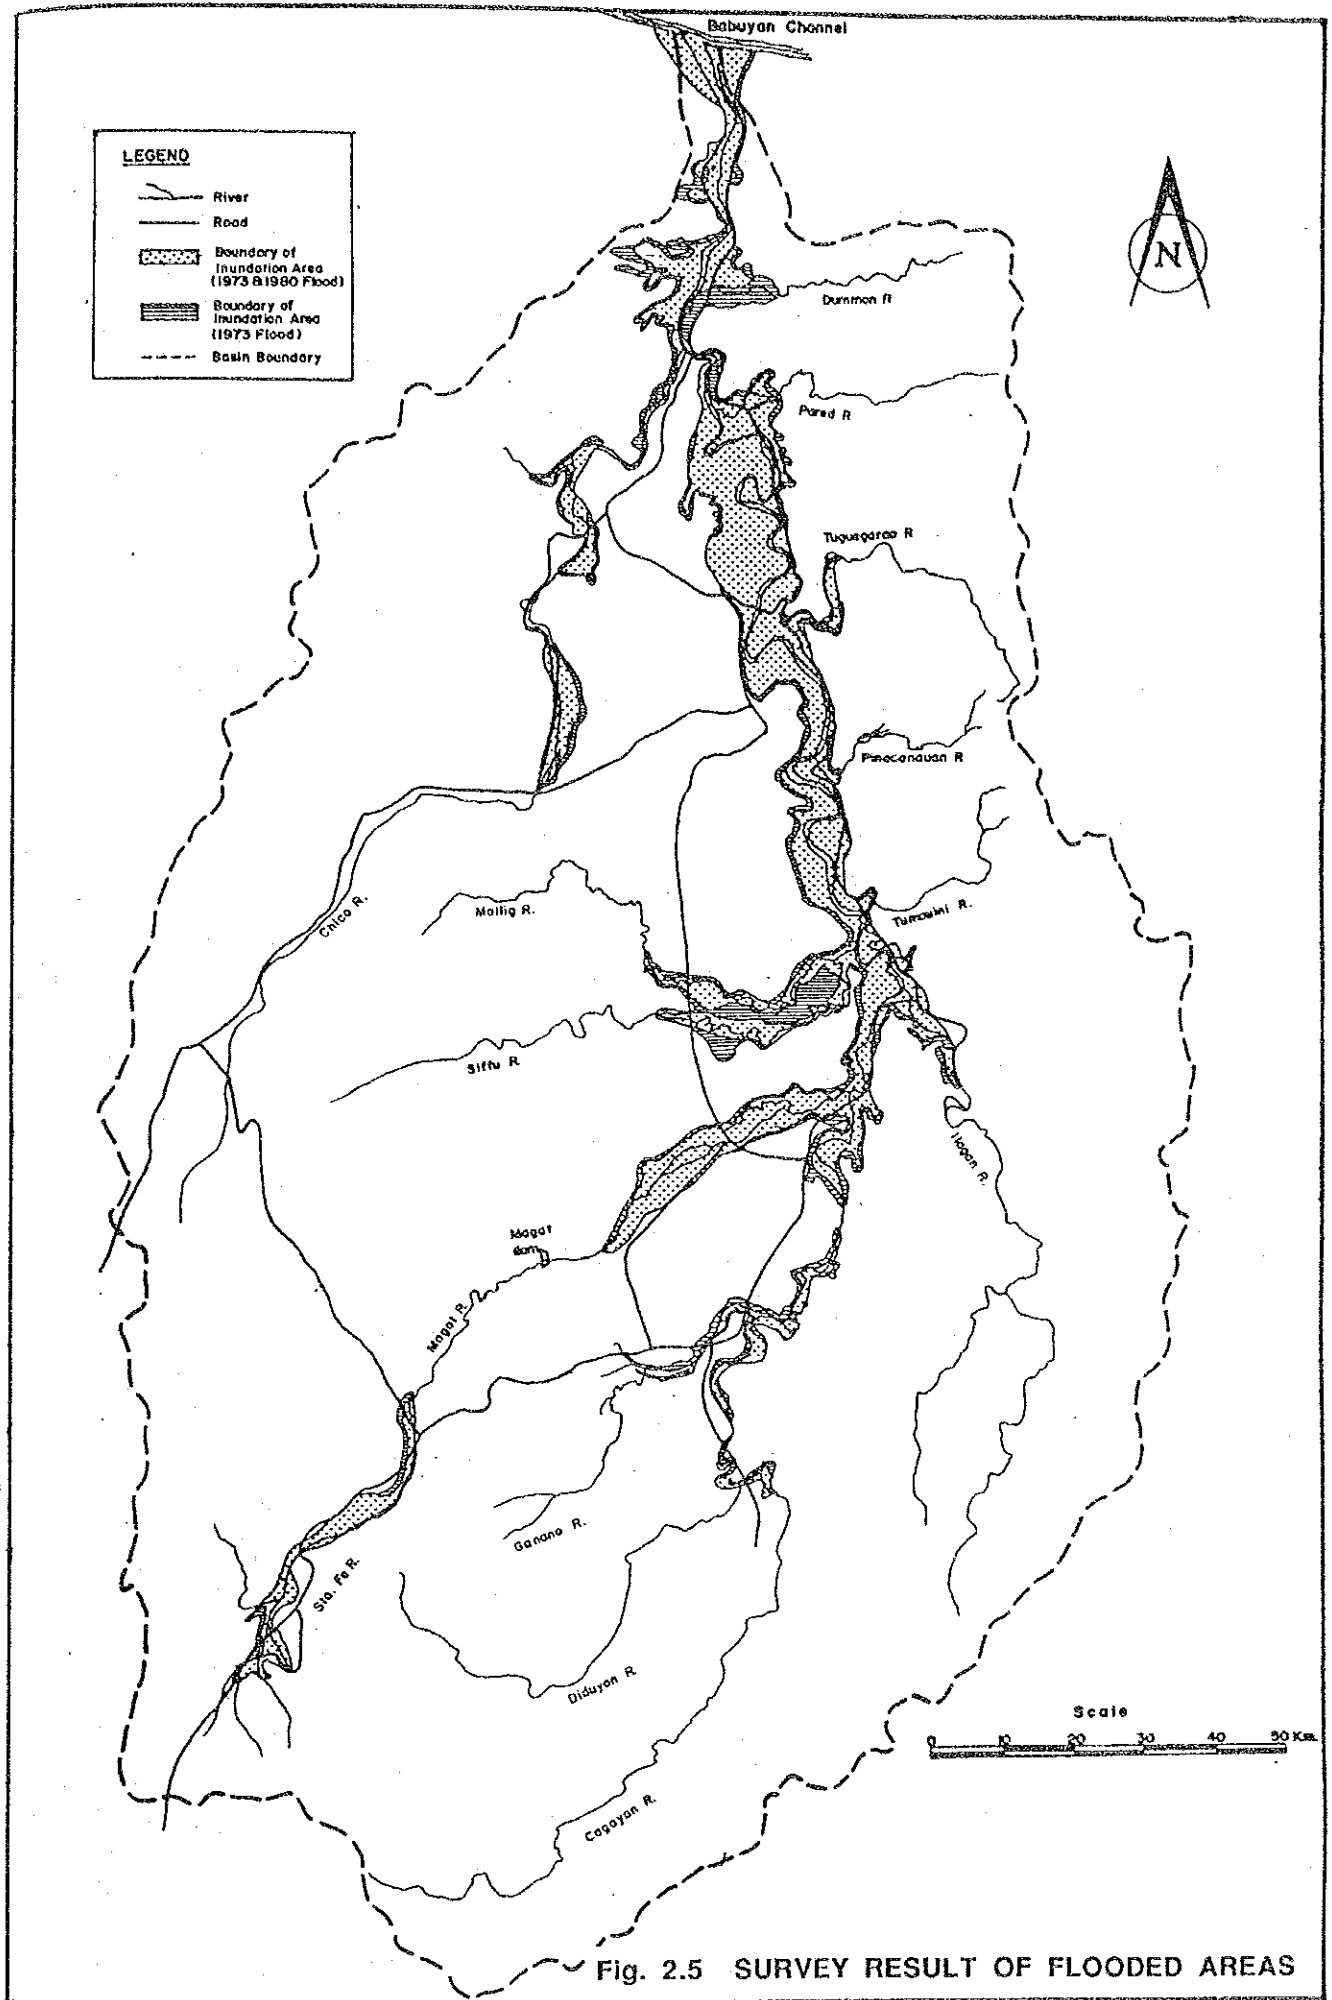 Babuyan Channel
LEGEND
River
Road
Boundary of
Inundation Area
(1973 & 1980 Flood)
Boundary of
Inundation Area
(1973 Flood)
Basin Boundary
N
Dummon R
Pared R
Tuguegarao R
Pinacanauan R
Tumauini R.
Chico R.
Mallig R.
Siffu R
Ilagan R.
Magat
dam
Magat R.
Ganano R.
Sta. Fe R.
Diduyon R
Cagayan R.
Scale
0 10 20 30 40 50 Km.
Fig. 2.5 SURVEY RESULT OF FLOODED AREAS